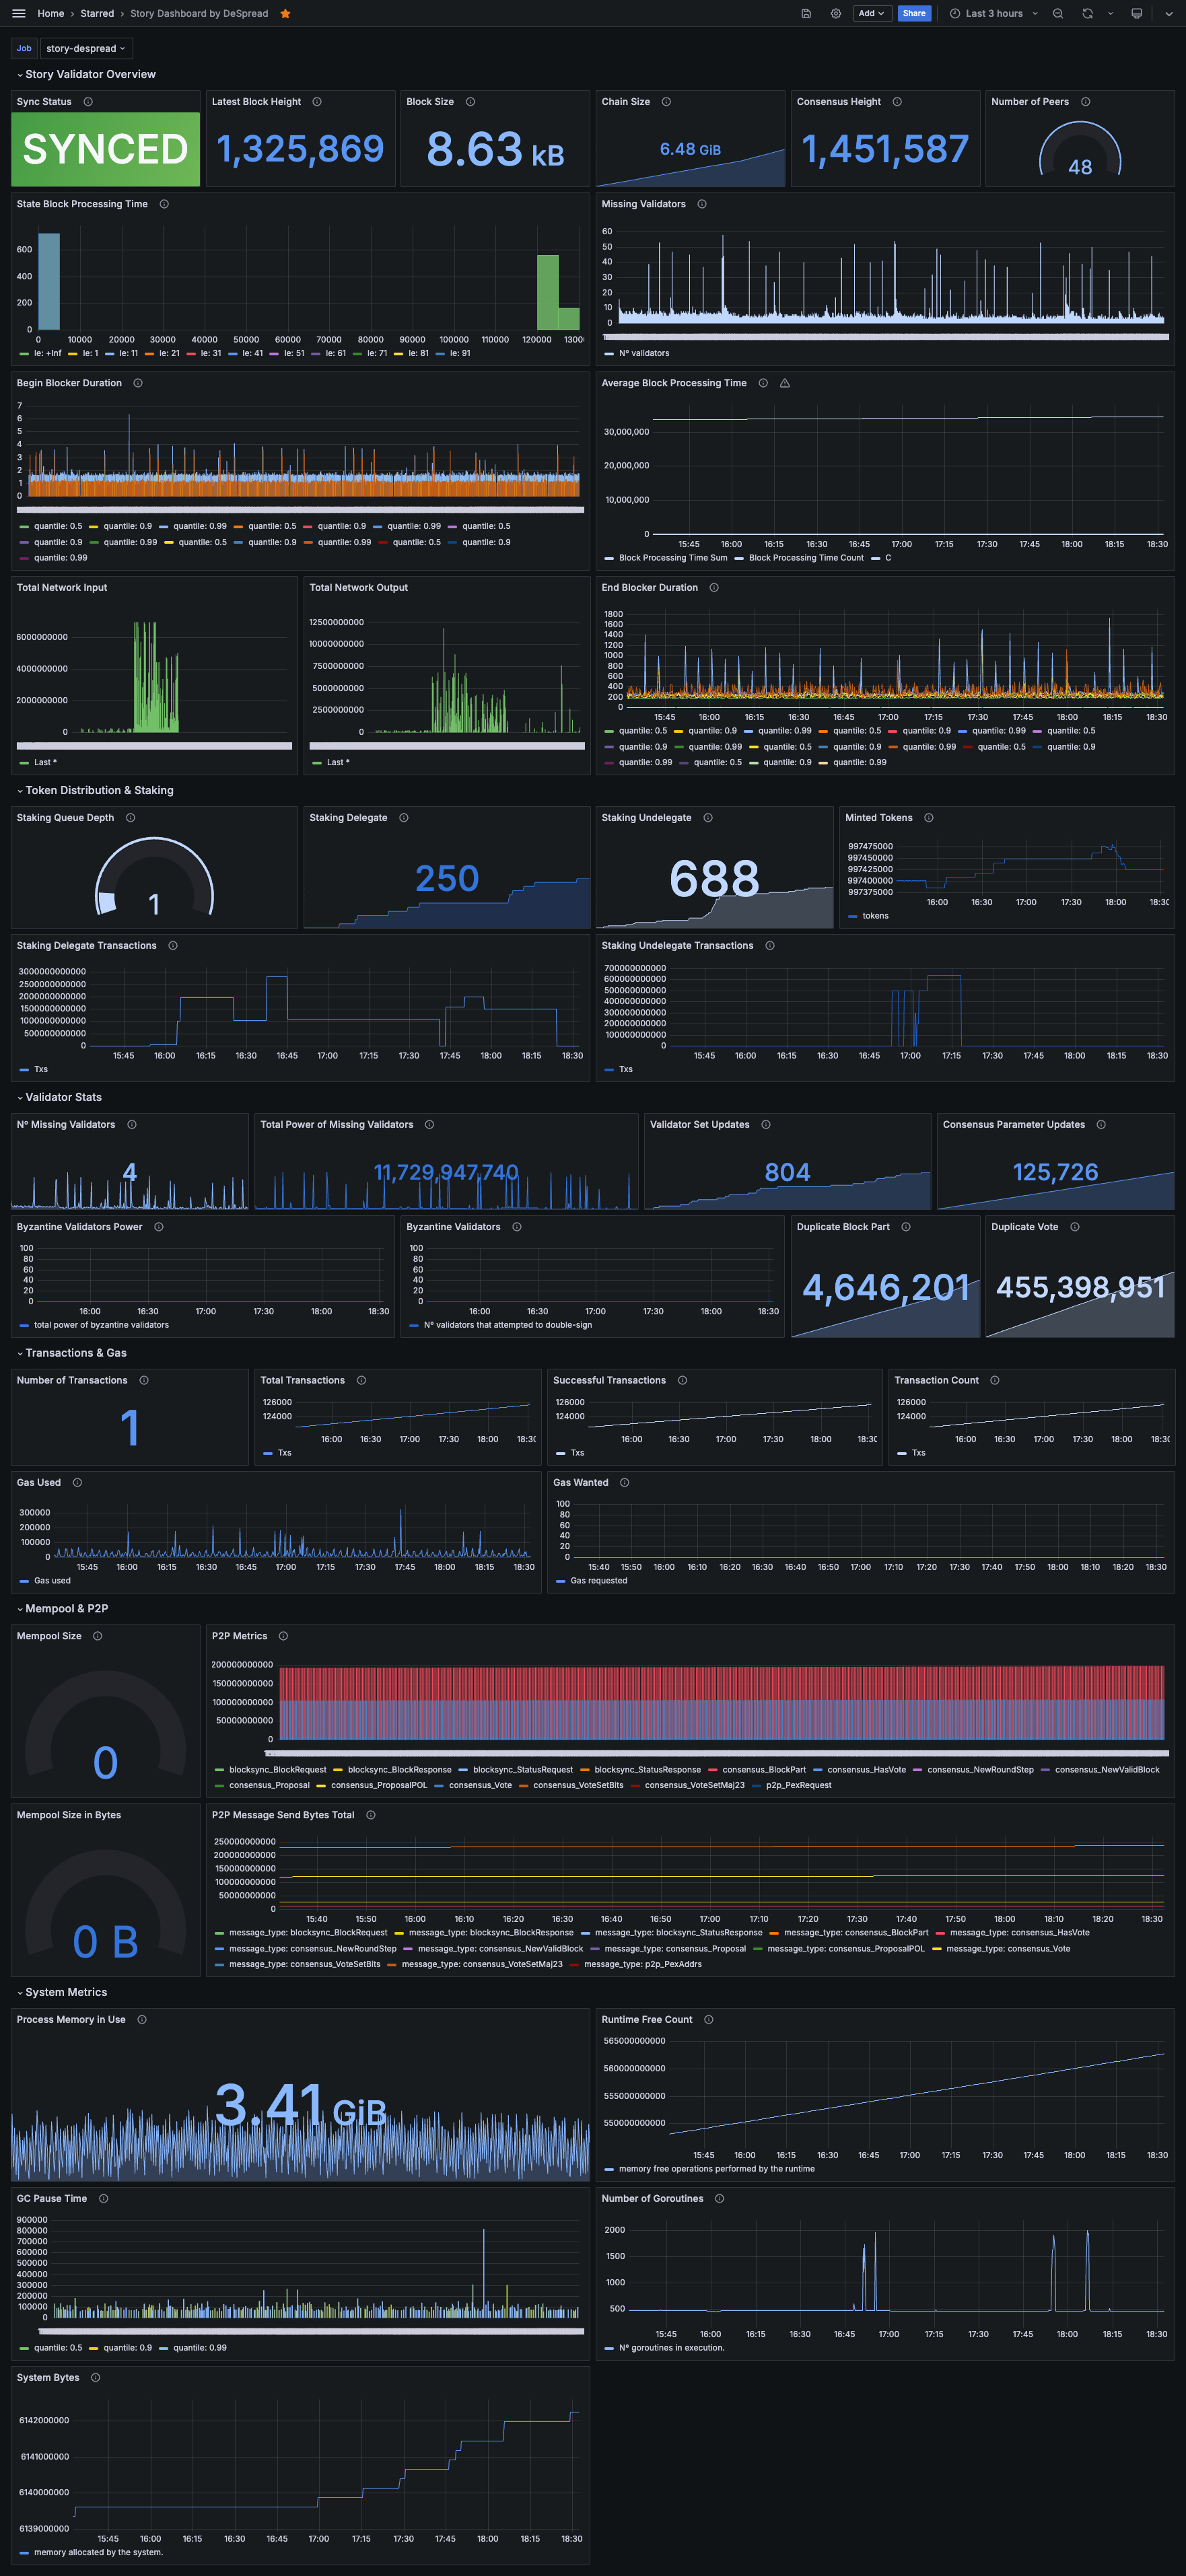 Home › Starred › Story Dashboard by DeSpread
Add
Share
Last 3 hours
Job story-despread
Story Validator Overview
Sync Status
SYNCED
Latest Block Height
1,325,869
Block Size
8.63 kB
Chain Size
6.48 GiB
Consensus Height
1,451,587
Number of Peers
48
State Block Processing Time
600
400
200
0
0 10000 20000 30000 40000 50000 60000 70000 80000 90000 100000 110000 120000 13000
le: +Inf le: 1 le: 11 le: 21 le: 31 le: 41 le: 51 le: 61 le: 71 le: 81 le: 91
Missing Validators
60
50
40
30
20
10
0
Nº validators
Begin Blocker Duration
7
6
5
4
3
2
1
0
quantile: 0.5 quantile: 0.9 quantile: 0.99 quantile: 0.5 quantile: 0.9 quantile: 0.99 quantile: 0.5
quantile: 0.9 quantile: 0.99 quantile: 0.5 quantile: 0.9 quantile: 0.99 quantile: 0.5 quantile: 0.9
quantile: 0.99
Average Block Processing Time
30,000,000
20,000,000
10,000,000
0
15:45 16:00 16:15 16:30 16:45 17:00 17:15 17:30 17:45 18:00 18:15 18:30
Block Processing Time Sum Block Processing Time Count C
Total Network Input
6000000000
4000000000
2000000000
0
Last *
Total Network Output
12500000000
10000000000
7500000000
5000000000
2500000000
0
Last *
End Blocker Duration
1800
1600
1400
1200
1000
800
600
400
200
0
15:45 16:00 16:15 16:30 16:45 17:00 17:15 17:30 17:45 18:00 18:15 18:30
quantile: 0.5 quantile: 0.9 quantile: 0.99 quantile: 0.5 quantile: 0.9 quantile: 0.99 quantile: 0.5
quantile: 0.9 quantile: 0.99 quantile: 0.5 quantile: 0.9 quantile: 0.99 quantile: 0.5 quantile: 0.9
quantile: 0.99 quantile: 0.5 quantile: 0.9 quantile: 0.99
Token Distribution & Staking
Staking Queue Depth
1
Staking Delegate
250
Staking Undelegate
688
Minted Tokens
997475000
997450000
997425000
997400000
997375000
16:00 16:30 17:00 17:30 18:00 18:30
tokens
Staking Delegate Transactions
3000000000000
2500000000000
2000000000000
1500000000000
1000000000000
500000000000
0
15:45 16:00 16:15 16:30 16:45 17:00 17:15 17:30 17:45 18:00 18:15 18:30
Txs
Staking Undelegate Transactions
700000000000
600000000000
500000000000
400000000000
300000000000
200000000000
100000000000
0
15:45 16:00 16:15 16:30 16:45 17:00 17:15 17:30 17:45 18:00 18:15 18:30
Txs
Validator Stats
Nº Missing Validators
4
Total Power of Missing Validators
11,729,947,740
Validator Set Updates
804
Consensus Parameter Updates
125,726
Byzantine Validators Power
100
80
60
40
20
0
16:00 16:30 17:00 17:30 18:00 18:30
total power of byzantine validators
Byzantine Validators
100
80
60
40
20
0
16:00 16:30 17:00 17:30 18:00 18:30
Nº validators that attempted to double-sign
Duplicate Block Part
4,646,201
Duplicate Vote
455,398,951
Transactions & Gas
Number of Transactions
1
Total Transactions
126000
124000
16:00 16:30 17:00 17:30 18:00 18:30
Txs
Successful Transactions
126000
124000
16:00 16:30 17:00 17:30 18:00 18:30
Txs
Transaction Count
126000
124000
16:00 16:30 17:00 17:30 18:00 18:30
Txs
Gas Used
300000
200000
100000
0
15:45 16:00 16:15 16:30 16:45 17:00 17:15 17:30 17:45 18:00 18:15 18:30
Gas used
Gas Wanted
100
80
60
40
20
0
15:40 15:50 16:00 16:10 16:20 16:30 16:40 16:50 17:00 17:10 17:20 17:30 17:40 17:50 18:00 18:10 18:20 18:30
Gas requested
Mempool & P2P
Mempool Size
0
P2P Metrics
200000000000
150000000000
100000000000
50000000000
0
blocksync_BlockRequest blocksync_BlockResponse blocksync_StatusRequest blocksync_StatusResponse consensus_BlockPart consensus_HasVote consensus_NewRoundStep consensus_NewValidBlock
consensus_Proposal consensus_ProposalPOL consensus_Vote consensus_VoteSetBits consensus_VoteSetMaj23 p2p_PexRequest
Mempool Size in Bytes
0 B
P2P Message Send Bytes Total
250000000000
200000000000
150000000000
100000000000
50000000000
0
15:40 15:50 16:00 16:10 16:20 16:30 16:40 16:50 17:00 17:10 17:20 17:30 17:40 17:50 18:00 18:10 18:20 18:30
message_type: blocksync_BlockRequest message_type: blocksync_BlockResponse message_type: blocksync_StatusResponse message_type: consensus_BlockPart message_type: consensus_HasVote
message_type: consensus_NewRoundStep message_type: consensus_NewValidBlock message_type: consensus_Proposal message_type: consensus_ProposalPOL message_type: consensus_Vote
message_type: consensus_VoteSetBits message_type: consensus_VoteSetMaj23 message_type: p2p_PexAddrs
System Metrics
Process Memory in Use
3.41 GiB
Runtime Free Count
565000000000
560000000000
555000000000
550000000000
15:45 16:00 16:15 16:30 16:45 17:00 17:15 17:30 17:45 18:00 18:15 18:30
memory free operations performed by the runtime
GC Pause Time
900000
800000
700000
600000
500000
400000
300000
200000
100000
0
quantile: 0.5 quantile: 0.9 quantile: 0.99
Number of Goroutines
2000
1500
1000
500
15:45 16:00 16:15 16:30 16:45 17:00 17:15 17:30 17:45 18:00 18:15 18:30
Nº goroutines in execution.
System Bytes
6142000000
6141000000
6140000000
6139000000
15:45 16:00 16:15 16:30 16:45 17:00 17:15 17:30 17:45 18:00 18:15 18:30
memory allocated by the system.